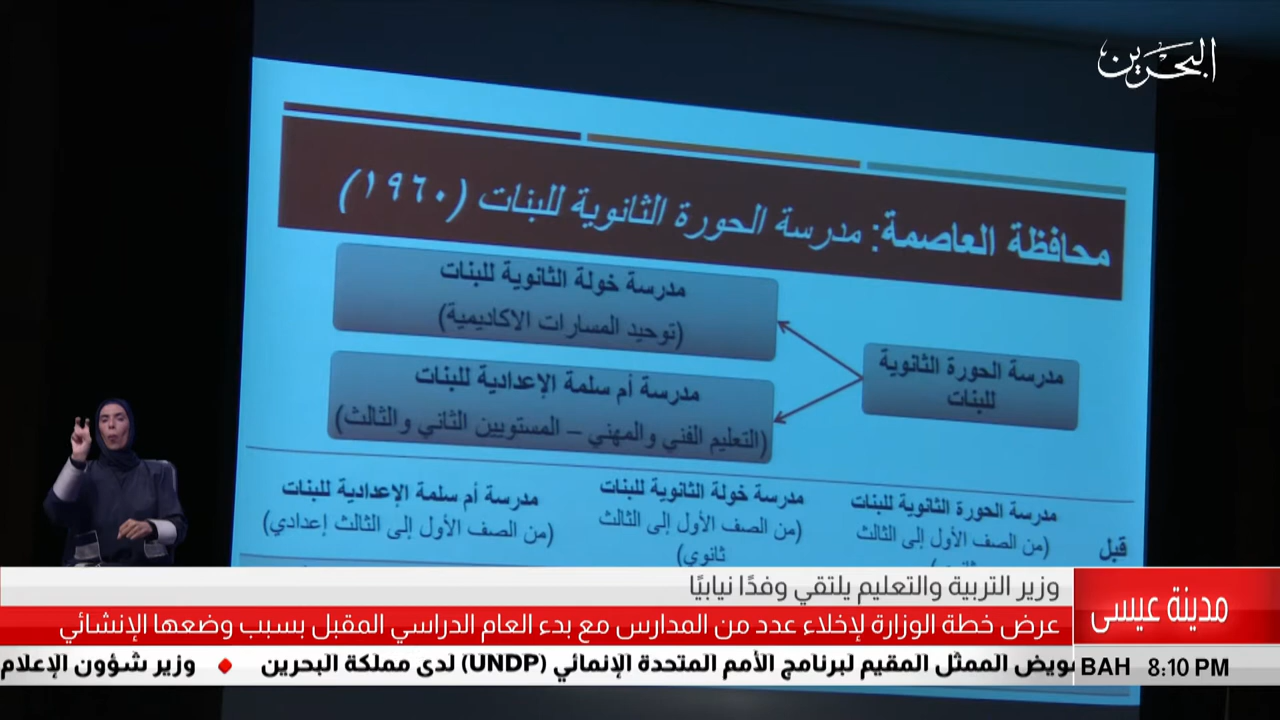 البحرين
محافظة العاصمة: مدرسة الحورة الثانوية للبنات (١٩٦٠)
مدرسة خولة الثانوية للبنات
(توحيد المسارات الاكاديمية)
مدرسة الحورة الثانوية
للبنات
مدرسة أم سلمة الإعدادية للبنات
(التعليم الفني والمهني – المستويين الثاني والثالث)
مدرسة الحورة الثانوية للبنات
(من الصف الأول إلى الثالث
مدرسة خولة الثانوية للبنات
(من الصف الأول إلى الثالث
ثانوي)
مدرسة أم سلمة الإعدادية للبنات
(من الصف الأول إلى الثالث إعدادي)
قبل
مدينة عيسى
وزير التربية والتعليم يلتقي وفدًا نيابيًا
عرض خطة الوزارة لإخلاء عدد من المدارس مع بدء العام الدراسي المقبل بسبب وضعها الإنشائي
BAH 8:10 PM
الممثل المقيم لبرنامج الأمم المتحدة الإنمائي (UNDP) لدى مملكة البحرين ♦ وزير شؤون الإعلام